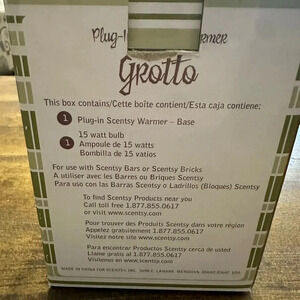 Plug-I
RMER
Grotto
This box contains/Cette boîte contient/Esta caja contiene:
1 Plug-in Scentsy Warmer – Base
15 watt bulb
1 Ampoule de 15 watts
Bombilla de 15 vatios
For use with Scentsy Bars or Scentsy Bricks
A utiliser avec les Barres ou Briques Scentsy
Para uso con las Barras Scentsy o Ladrillos (Bloques) Scentsy
To find Scentsy Products near you
Call toll free 1.877.855.0617
or visit www.scentsy.com
Pour trouver des Produits Scentsy dans votre région
Appelez gratuitement 1.877.855.0617
ou visitez www.scentsy.com
Para encontrar Productos Scentsy cerca de usted
Llame gratis al 1.877.855.0617
Visítenos en www.scentsy.com
MADE IN CHINA FOR SCENTSY, INC. LANARK MERIDIAN, IDAHO USA